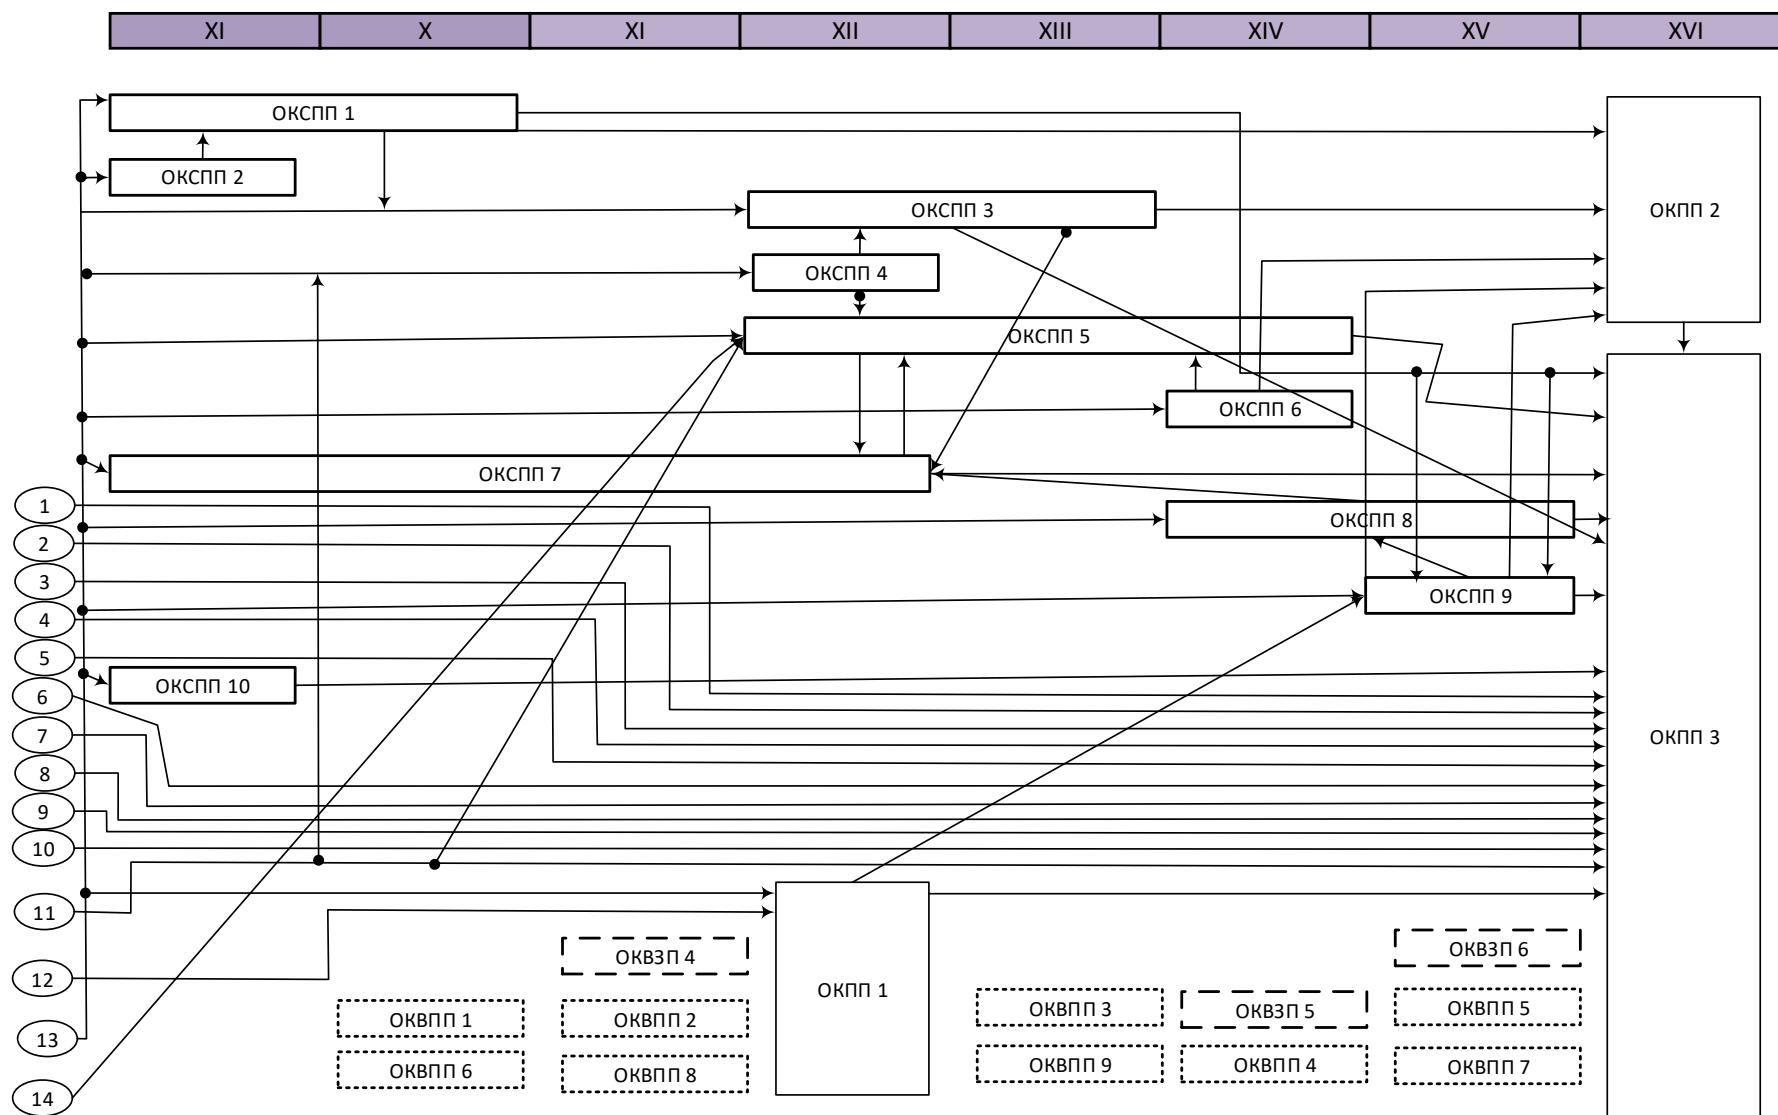 XI X XI XII XIII XIV XV XVI
ОКСПП 1
ОКСПП 2
ОКСПП 3
ОКПП 2
ОКСПП 4
ОКСПП 5
ОКСПП 6
ОКСПП 7
1
ОКСПП 8
2
3
ОКСПП 9
4
5
ОКСПП 10
6
7
ОКПП 3
8
9
10
11
ОКВЗП 4
ОКВЗП 6
12
ОКПП 1
ОКВПП 1
ОКВПП 2
ОКВПП 3
ОКВЗП 5
ОКВПП 5
13
ОКВПП 6
ОКВПП 8
ОКВПП 9
ОКВПП 4
ОКВПП 7
14